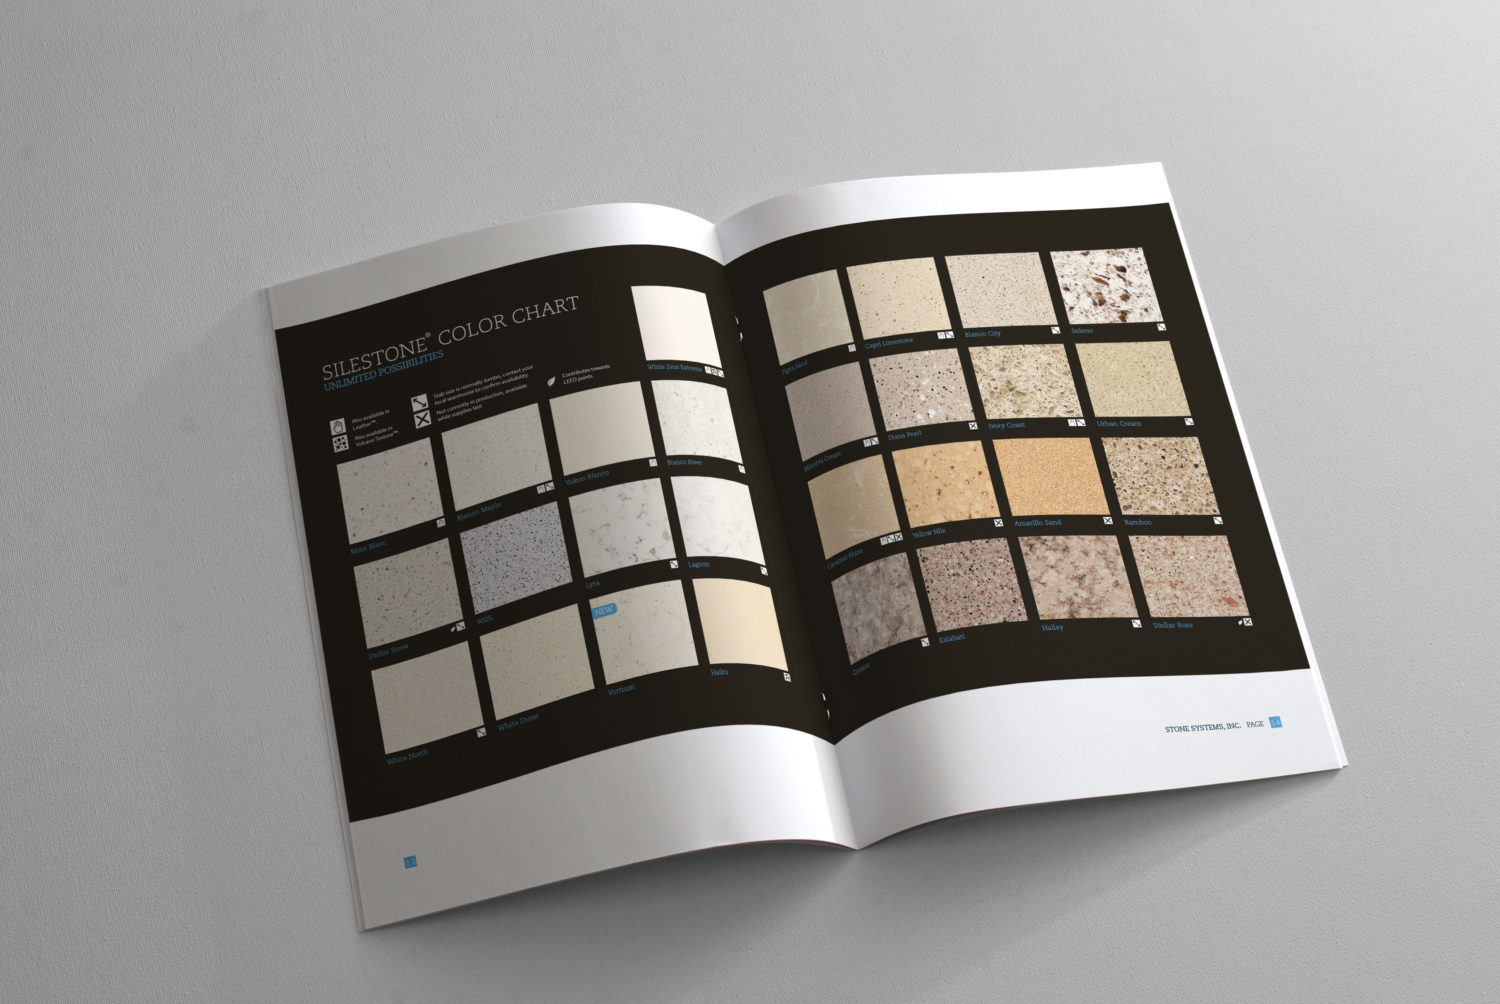 SILESTONE® COLOR CHART
UNLIMITED POSSIBILITIES
Also available in
Leather™
Also available in
Volcano Texture™
Slab size is normally Jumbo, contact your
local warehouse to confirm availability.
Not currently in production, available
while supplies last.
Contributes towards
LEED points.
White Zeus Extreme
Mont Blanc
Blanco Maple
Yukon Blanco
Bianco River
Stellar Snow
900S
Lyra
Lagoon
NEW
White North
White Dune
Vortium
Haiku
13
Tigris Sand
Capri Limestone
Blanco City
Seleno
Minerva Cream
Diana Pearl
Ivory Coast
Urban Cream
Caramel Rhine
Yellow Nile
Amarillo Sand
Bamboo
Quasar
Kalahari
Halley
Stellar Rose
STONE SYSTEMS, INC. PAGE 14